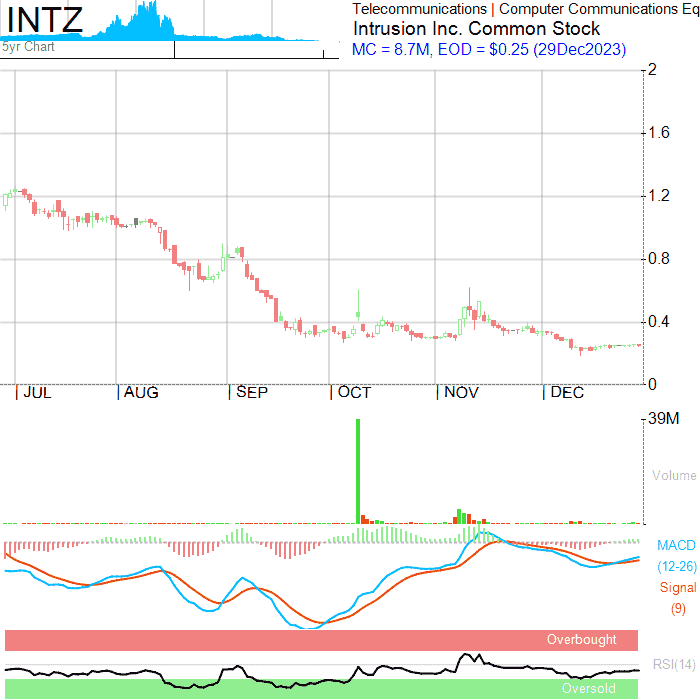 INTZ
5yr Chart
Telecommunications | Computer Communications Eq
Intrusion Inc. Common Stock
MC = 8.7M, EOD = $0.25 (29Dec2023)
2
1.6
1.2
0.8
0.4
0
JUL AUG SEP OCT NOV DEC
39M
Volume
MACD
(12-26)
Signal
(9)
Overbought
RSI(14)
Oversold